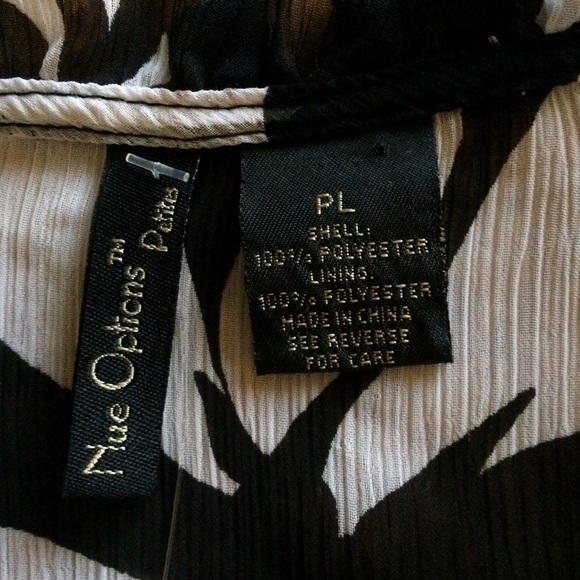 Nue Options™ Petites
PL
SHELL:
100% POLYESTER
LINING:
100% POLYESTER
MADE IN CHINA
SEE REVERSE
FOR CARE